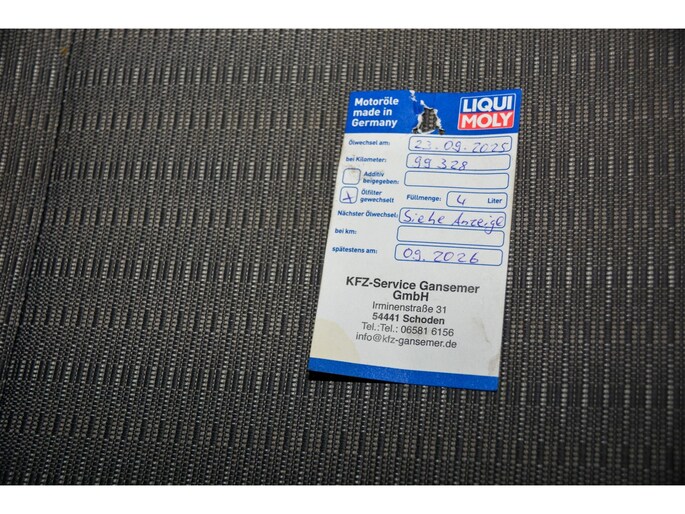 Motoröle
made in
Germany
LIQUI
MOLY
Ölwechsel am: 23.09.2025
bei Kilometer: 99328
Additiv
beigegeben:
x Ölfilter
gewechselt Füllmenge: 4 Liter
Nächster Ölwechsel: Siehe Anzeige
bei km:
spätestens am: 09.2026
KFZ-Service Gansemer
GmbH
Irminenstraße 31
54441 Schoden
Tel.:Tel.: 06581 6156
info@kfz-gansemer.de